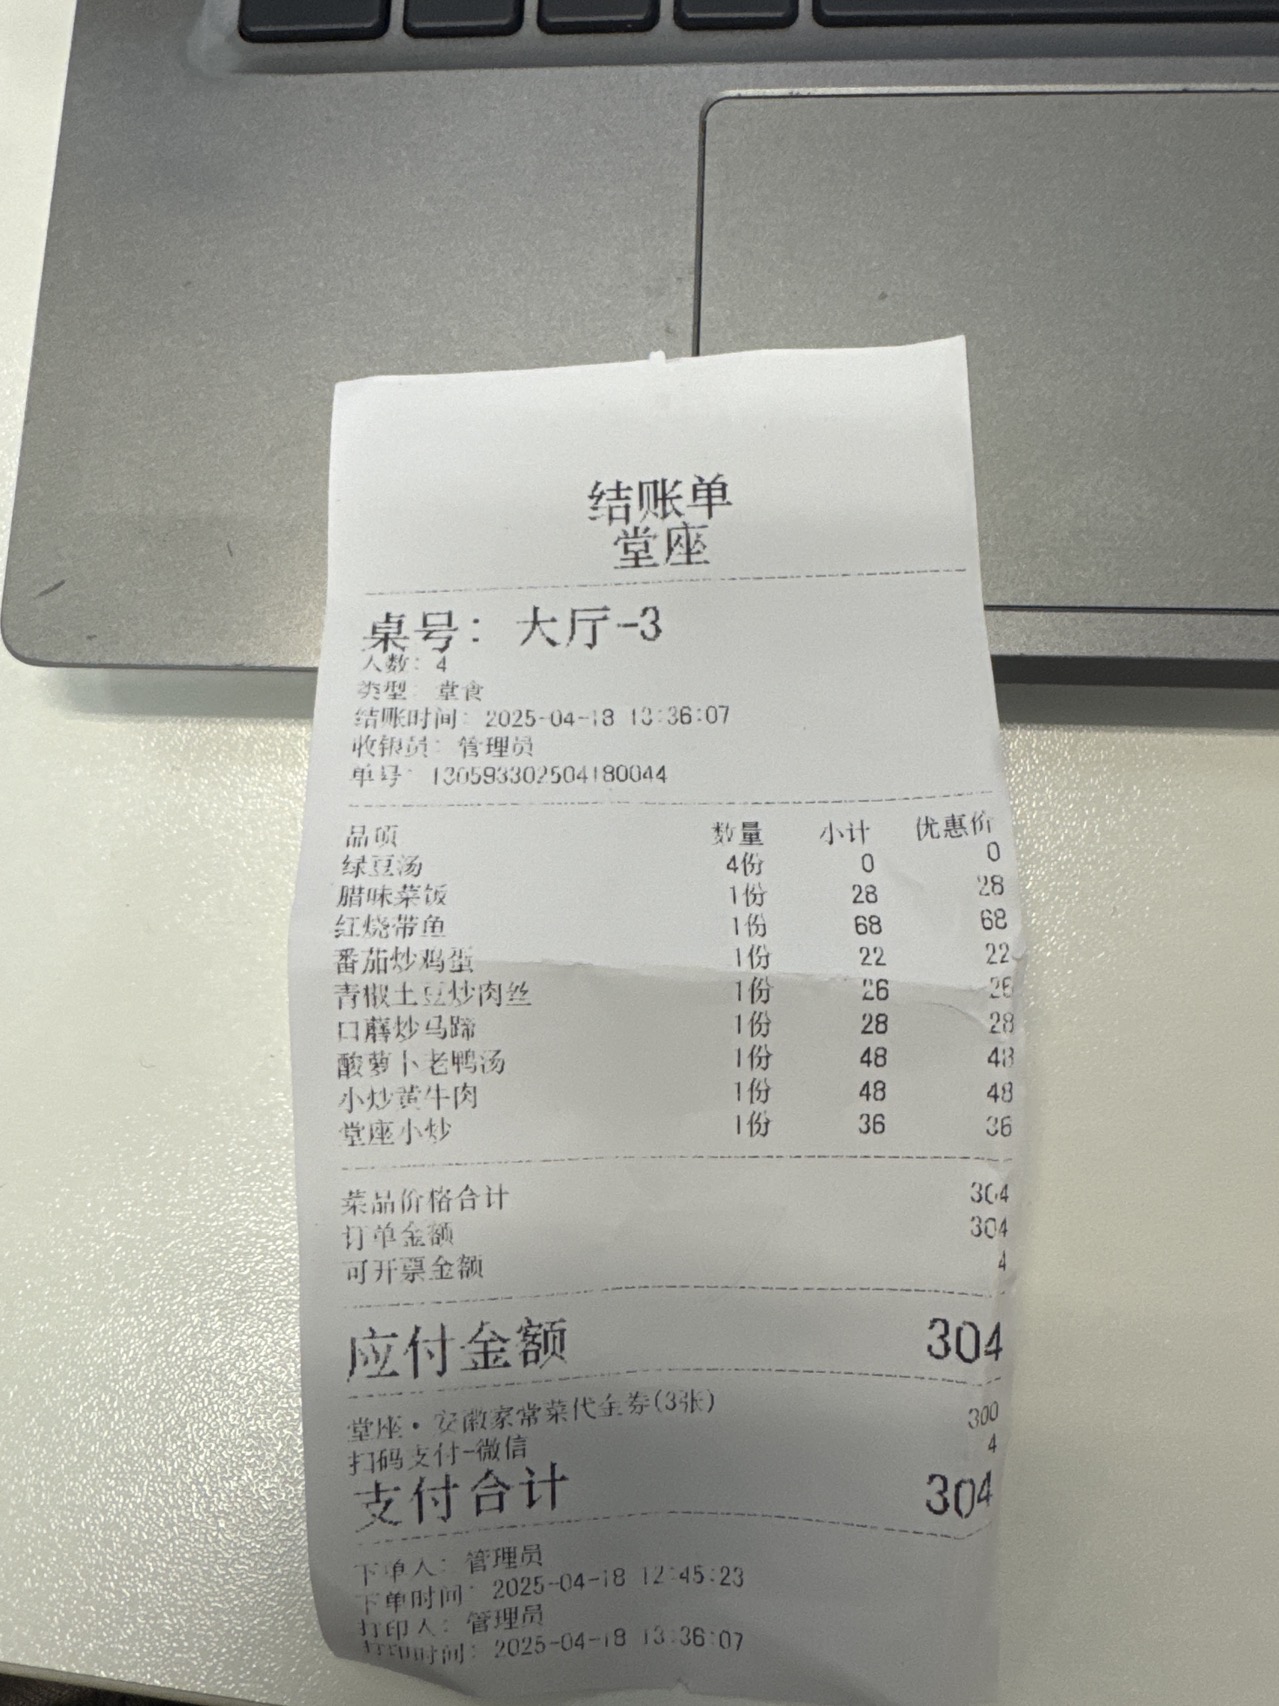 结账单
堂座
桌号：大厅-3
人数：4
类型：堂食
结账时间：2025-04-18 13:36:07
收银员：管理员
单号：130593302504180044
品项 数量 小计 优惠价
绿豆汤 4份 0 0
腊味菜饭 1份 28 28
红烧带鱼 1份 68 68
番茄炒鸡蛋 1份 22 22
青椒土豆炒肉丝 1份 26 26
口蘑炒马蹄 1份 28 28
酸萝卜老鸭汤 1份 48 48
小炒黄牛肉 1份 48 48
堂座小炒 1份 36 36
菜品价格合计 304
订单金额 304
可开票金额 4
应付金额 304
堂座·安徽家常菜代金券(3张) 300
扫码支付-微信 4
支付合计 304
下单人：管理员
下单时间：2025-04-18 12:45:23
打印人：管理员
打印时间：2025-04-18 13:36:07